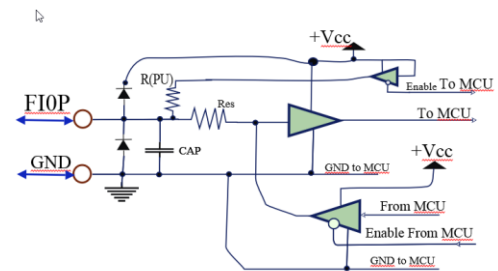 +Vcc
R(PU)
Enable To MCU
FI0P
Res
To MCU
CAP
+Vcc
GND
GND to MCU
From MCU
Enable From MCU
GND to MCU